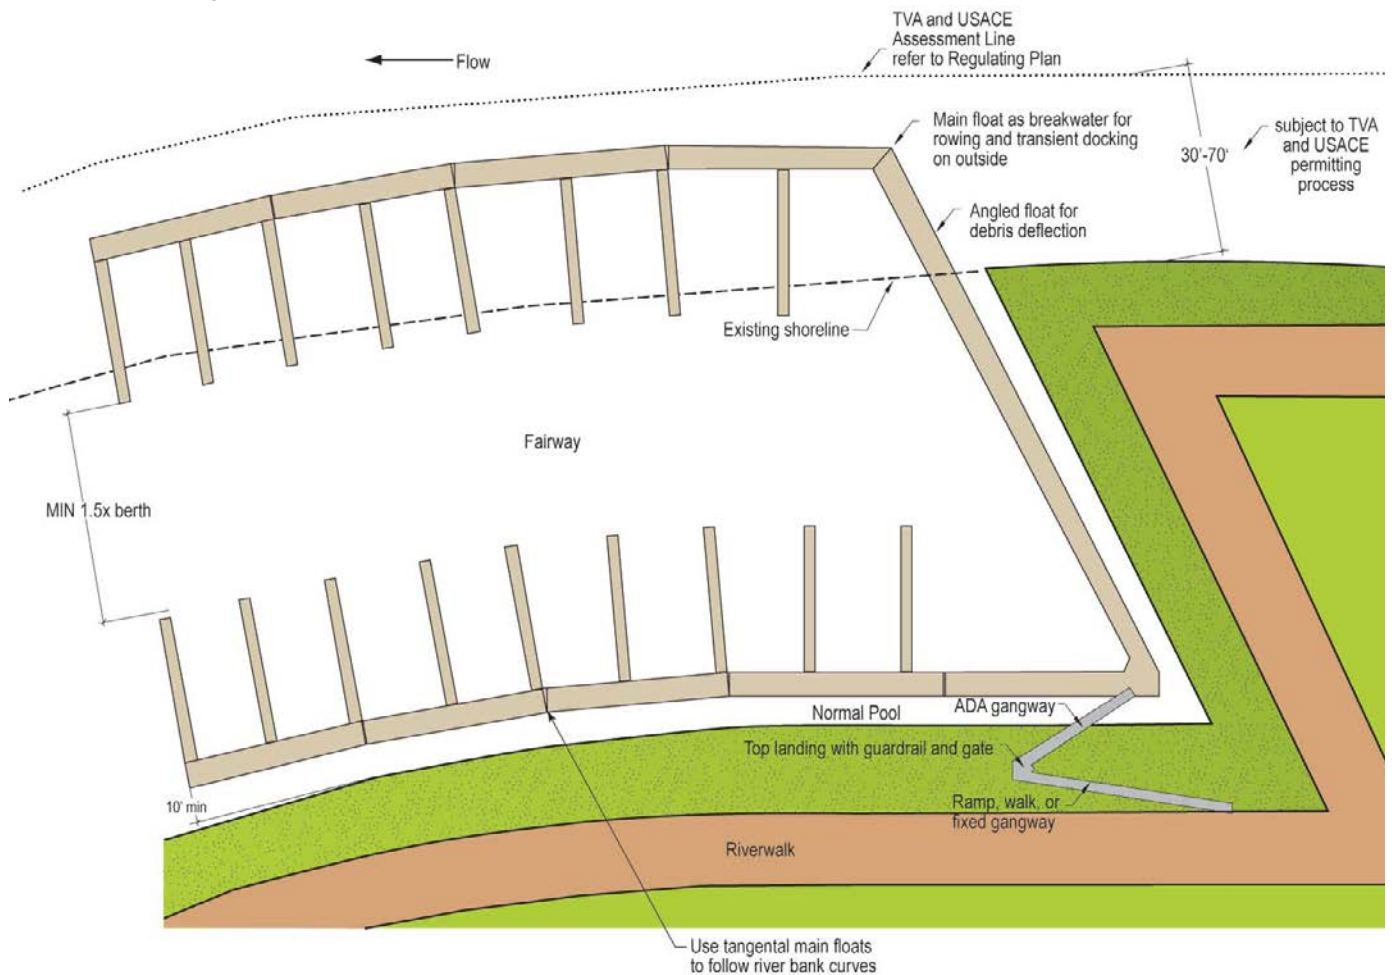 TVA and USACE
Assessment Line
refer to Regulating Plan
Flow
Main float as breakwater for
rowing and transient docking
on outside
30'-70'
subject to TVA
and USACE
permitting
process
Angled float for
debris deflection
Existing shoreline
Fairway
MIN 1.5x berth
Normal Pool
ADA gangway
Top landing with guardrail and gate
10' min
Ramp, walk, or
fixed gangway
Riverwalk
Use tangental main floats
to follow river bank curves